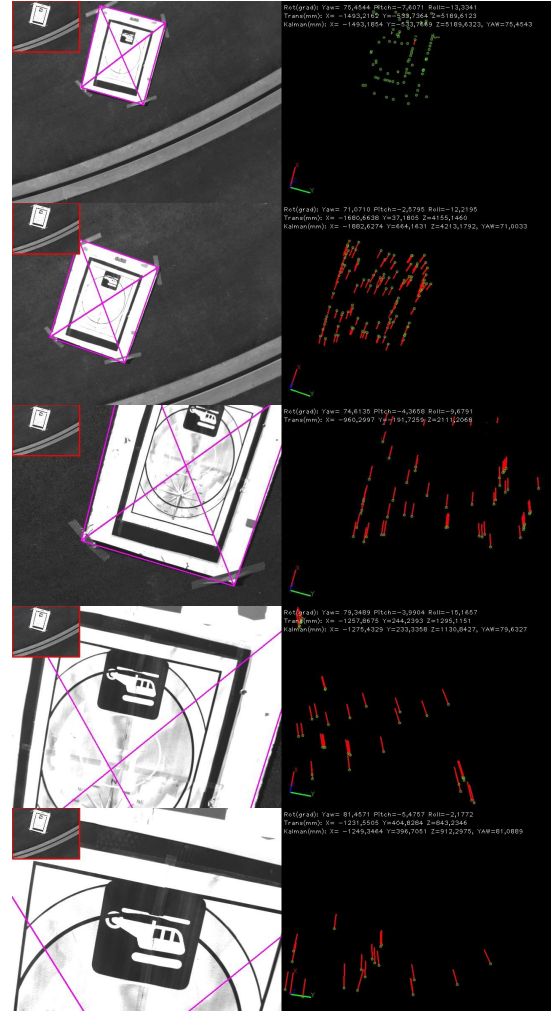 Rot(grad): Yaw= 75,4544 Pitch=-7,6071 Roll=-13,3341
Trans(mm): X= -1493,2162 Y=-533,7364 Z=5189,6123
Kalman(mm): X= -1493,1854 Y=-533,7669 Z=5189,6323, YAW=75,4543
Y
Rot(grad): Yaw= 71,0710 Pitch=-2,5795 Roll=-12,2195
Trans(mm): X= -1680,6638 Y= 37,1805 Z=4155,1460
Kalman(mm): X= -1882,6274 Y=664,1631 Z=4213,1792, YAW=71,0033
Y
Rot(grad): Yaw= 74,6135 Pitch=-4,3658 Roll=-9,6791
Trans(mm): X= -960,2997 Y=-191,7259 Z=2111,2068
Y
Rot(grad): Yaw= 79,3489 Pitch=-3,9904 Roll=-15,1657
Trans(mm): X= -1257,8675 Y=244,2393 Z=1295,1151
Kalman(mm): X= -1275,4329 Y=233,3358 Z=1130,8427, YAW=79,6327
Y
Rot(grad): Yaw= 81,4571 Pitch=-5,4757 Roll=-2,1772
Trans(mm): X= -1231,5505 Y=404,8284 Z=843,2346
Kalman(mm): X= -1249,3464 Y=396,7051 Z=912,2975, YAW=81,0889
Y